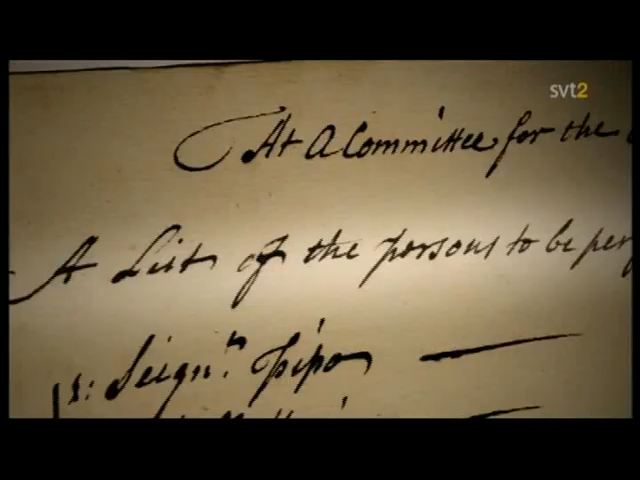 svt2
At A Committee for the
A List of the persons to be per
Seign.r Pipo